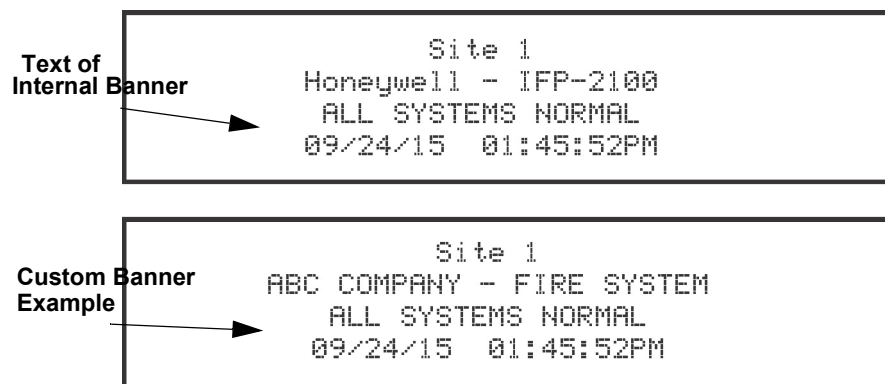 Text of
Internal Banner
Site 1
Honeywell - IFP-2100
ALL SYSTEMS NORMAL
09/24/15 01:45:52PM
Custom Banner
Example
Site 1
ABC COMPANY - FIRE SYSTEM
ALL SYSTEMS NORMAL
09/24/15 01:45:52PM